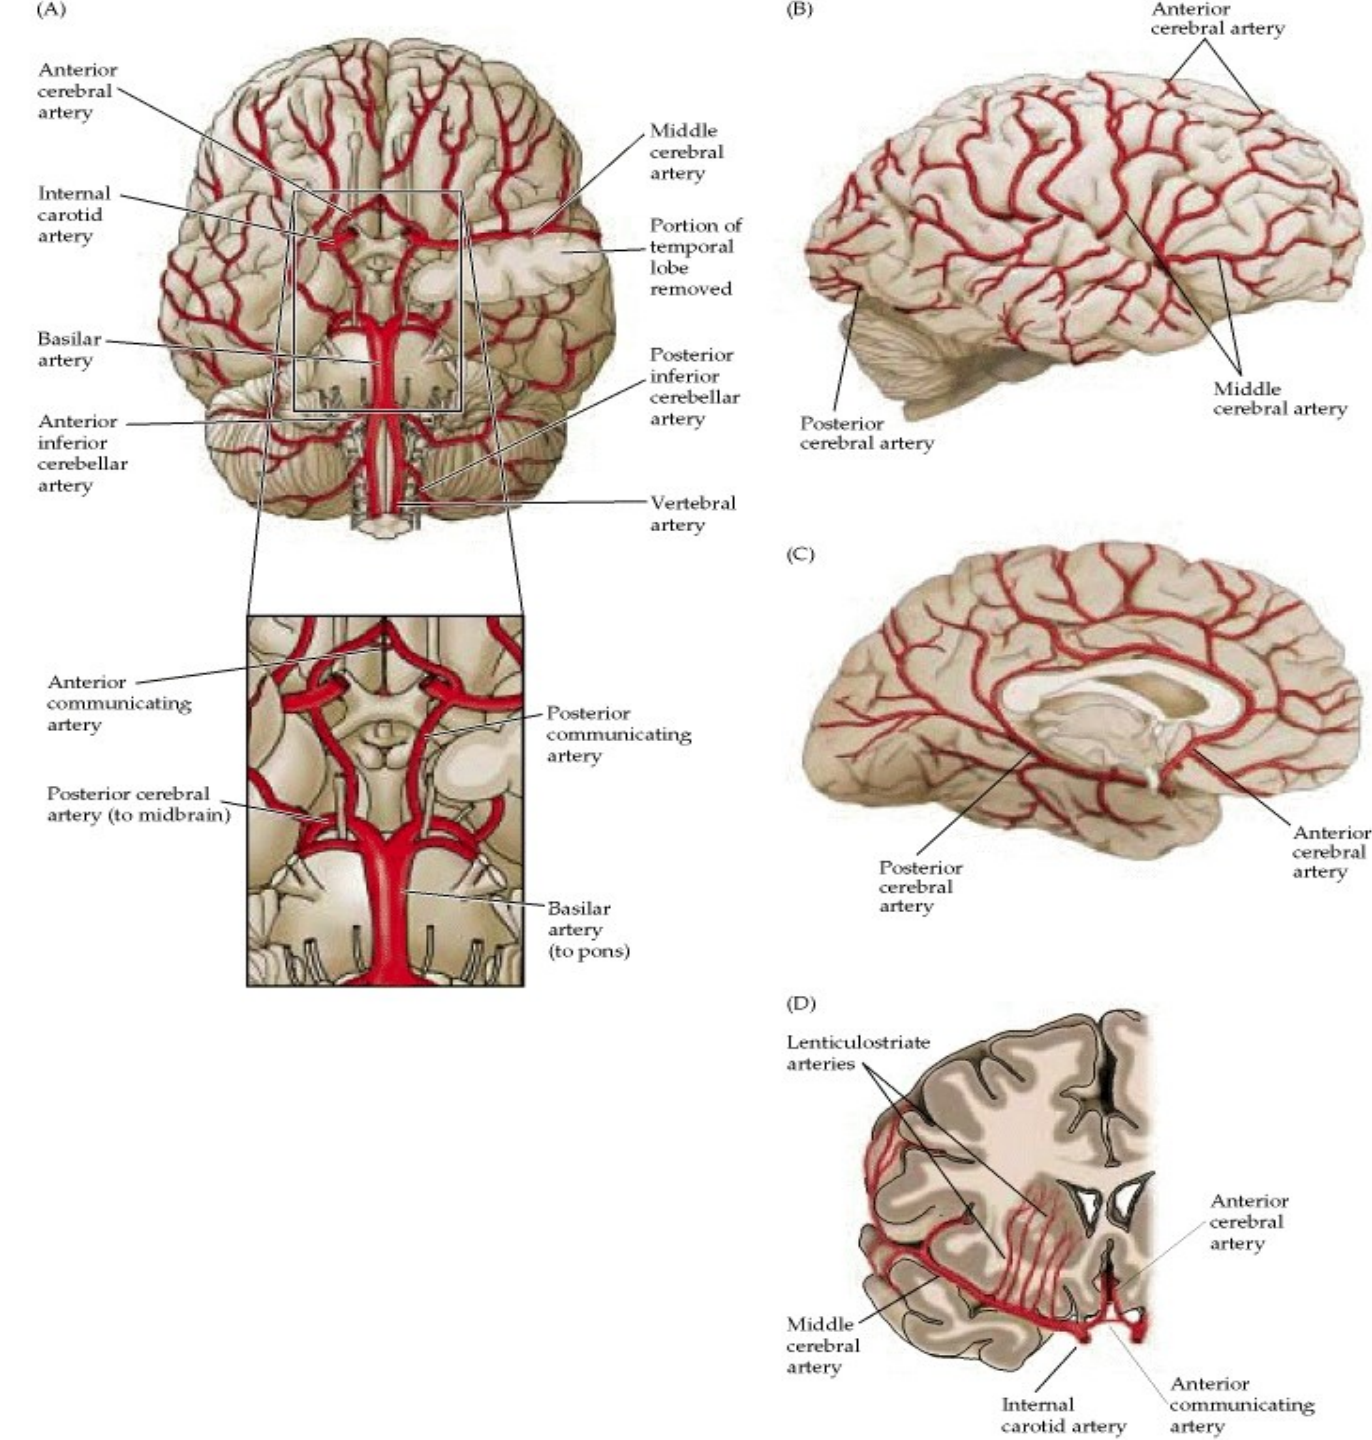 (A)
Anterior
cerebral
artery
Internal
carotid
artery
Basilar
artery
Anterior
inferior
cerebellar
artery
Middle
cerebral
artery
Portion of
temporal
lobe
removed
Posterior
inferior
cerebellar
artery
Vertebral
artery
Anterior
communicating
artery
Posterior cerebral
artery (to midbrain)
Posterior
communicating
artery
Basilar
artery
(to pons)
(B)
Anterior
cerebral artery
Posterior
cerebral artery
Middle
cerebral artery
(C)
Posterior
cerebral
artery
Anterior
cerebral
artery
(D)
Lenticulostriate
arteries
Anterior
cerebral
artery
Middle
cerebral
artery
Internal
carotid artery
Anterior
communicating
artery